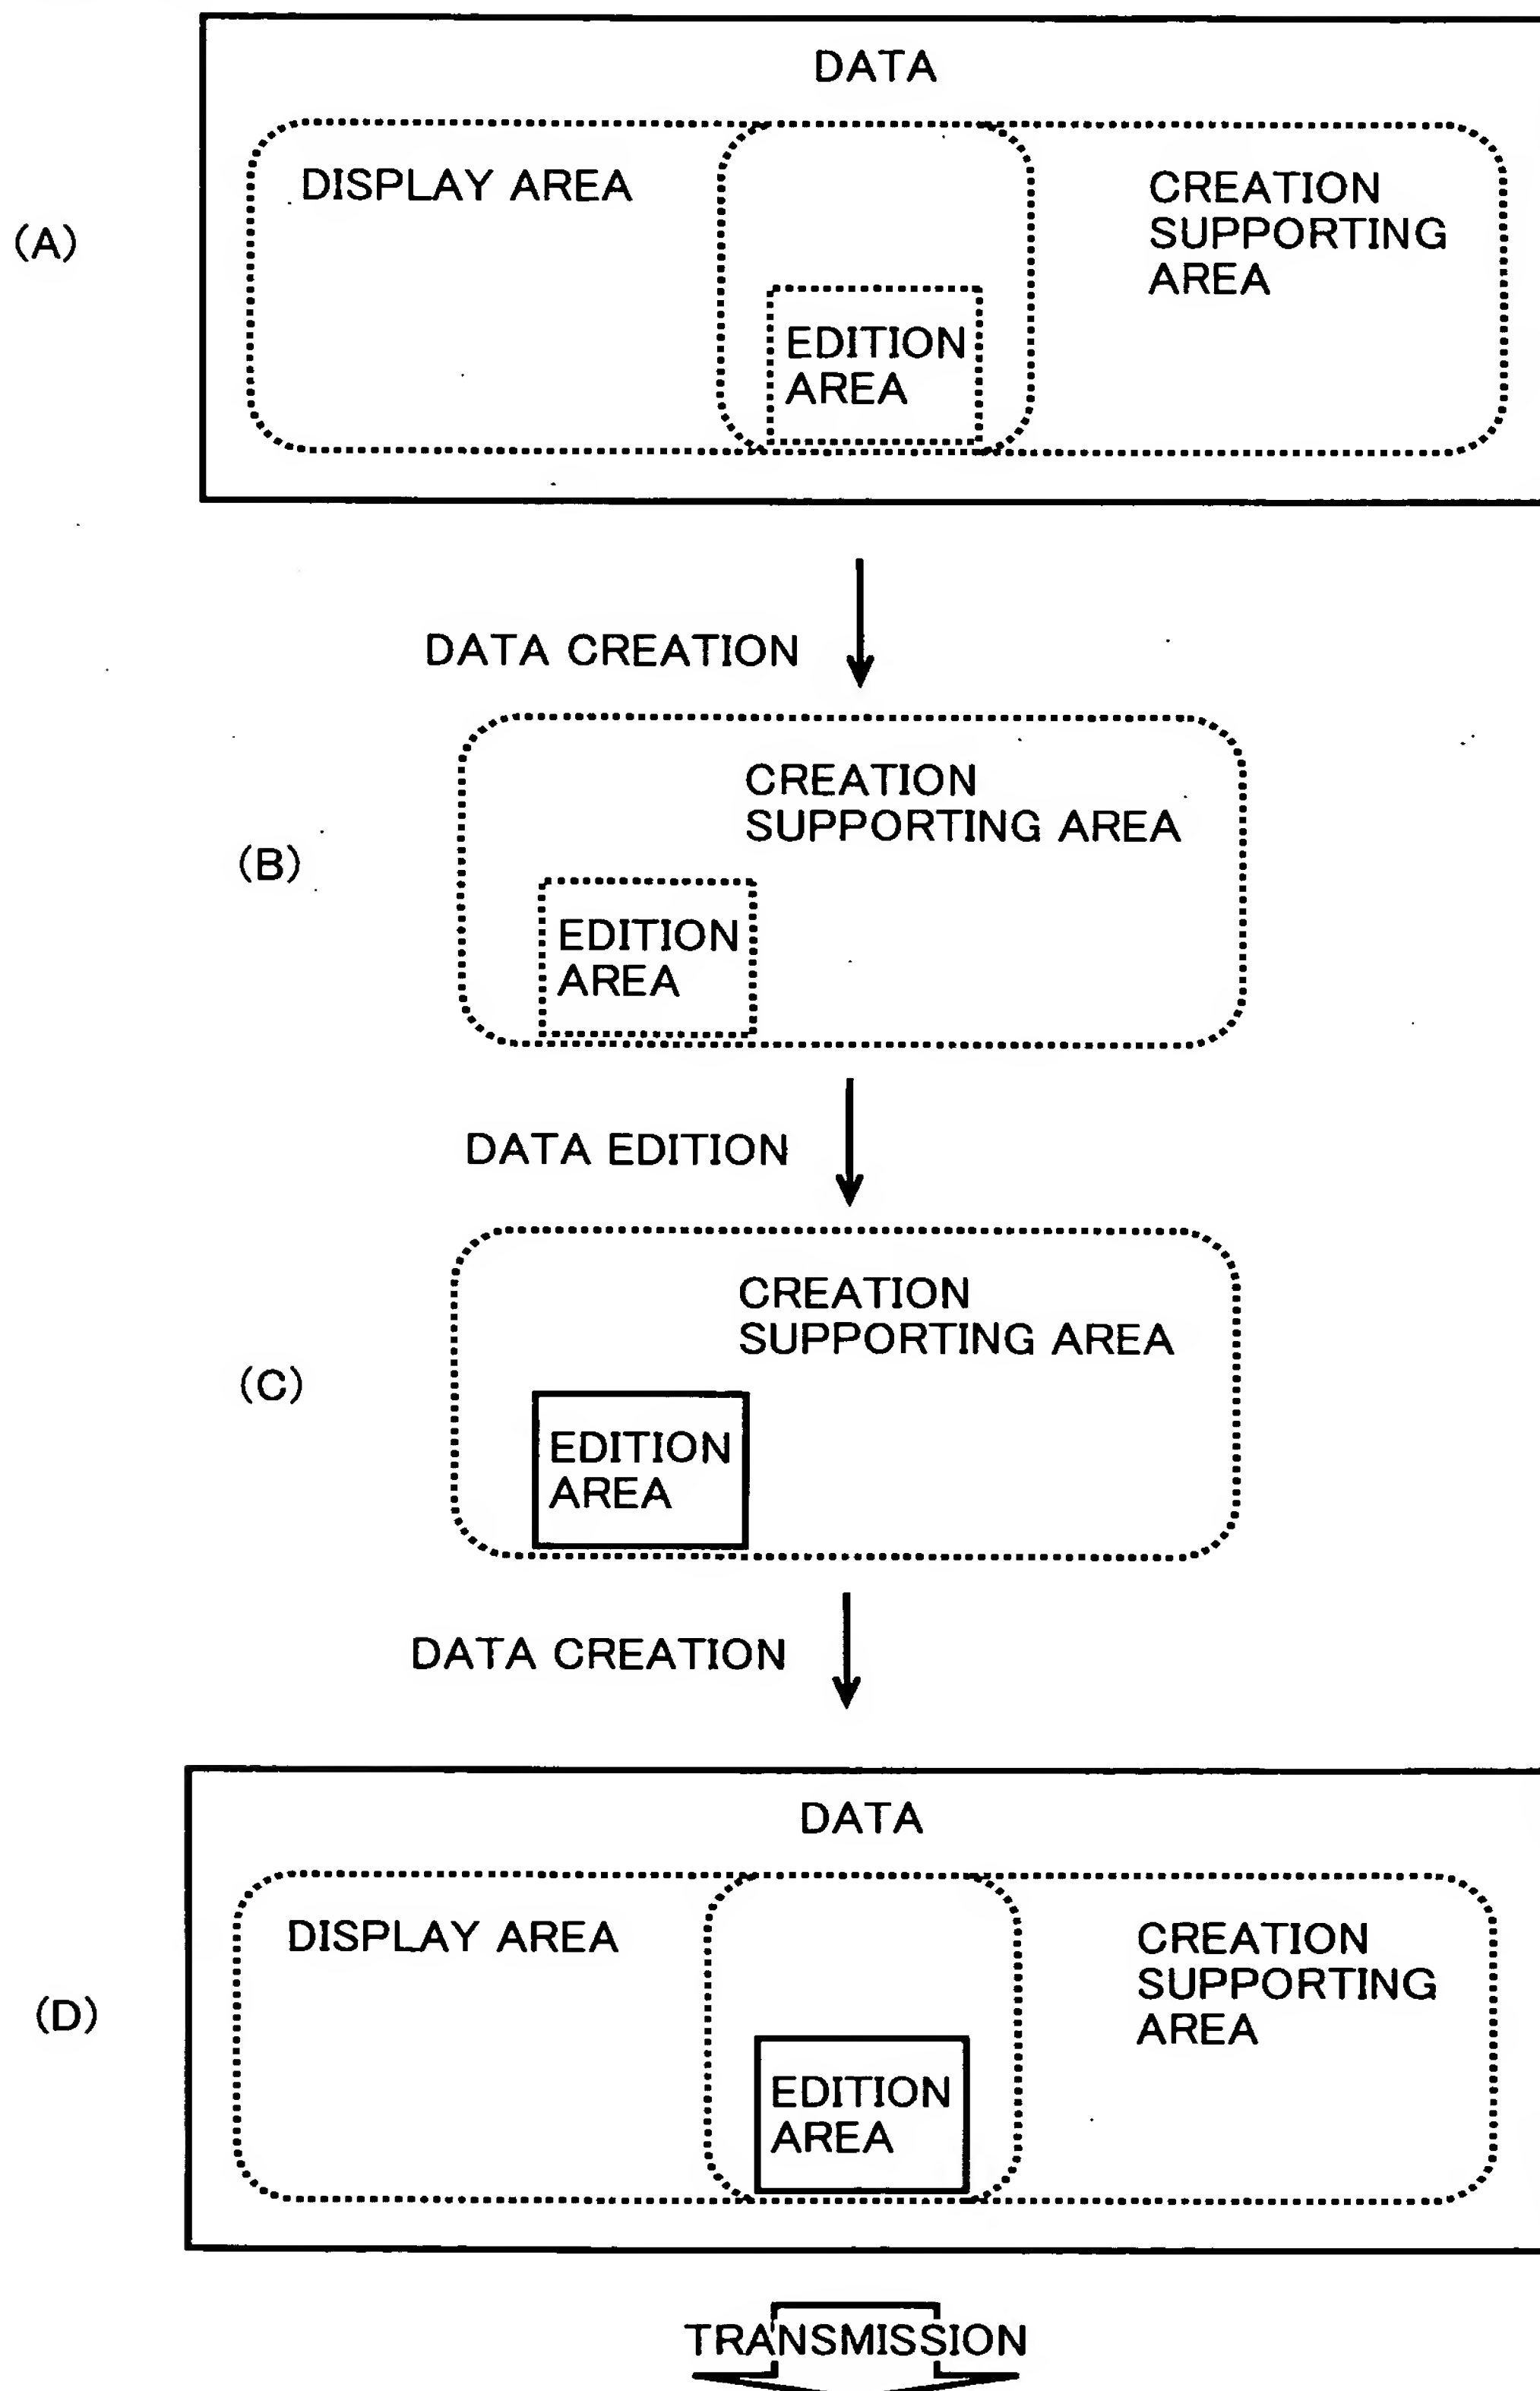 DATA
DISPLAY AREA
CREATION
SUPPORTING
AREA
(A)
EDITION
AREA
DATA CREATION
CREATION
SUPPORTING AREA
(B)
EDITION
AREA
DATA EDITION
CREATION
SUPPORTING AREA
(C)
EDITION
AREA
DATA CREATION
DATA
DISPLAY AREA
CREATION
SUPPORTING
AREA
(D)
EDITION
AREA
TRANSMISSION